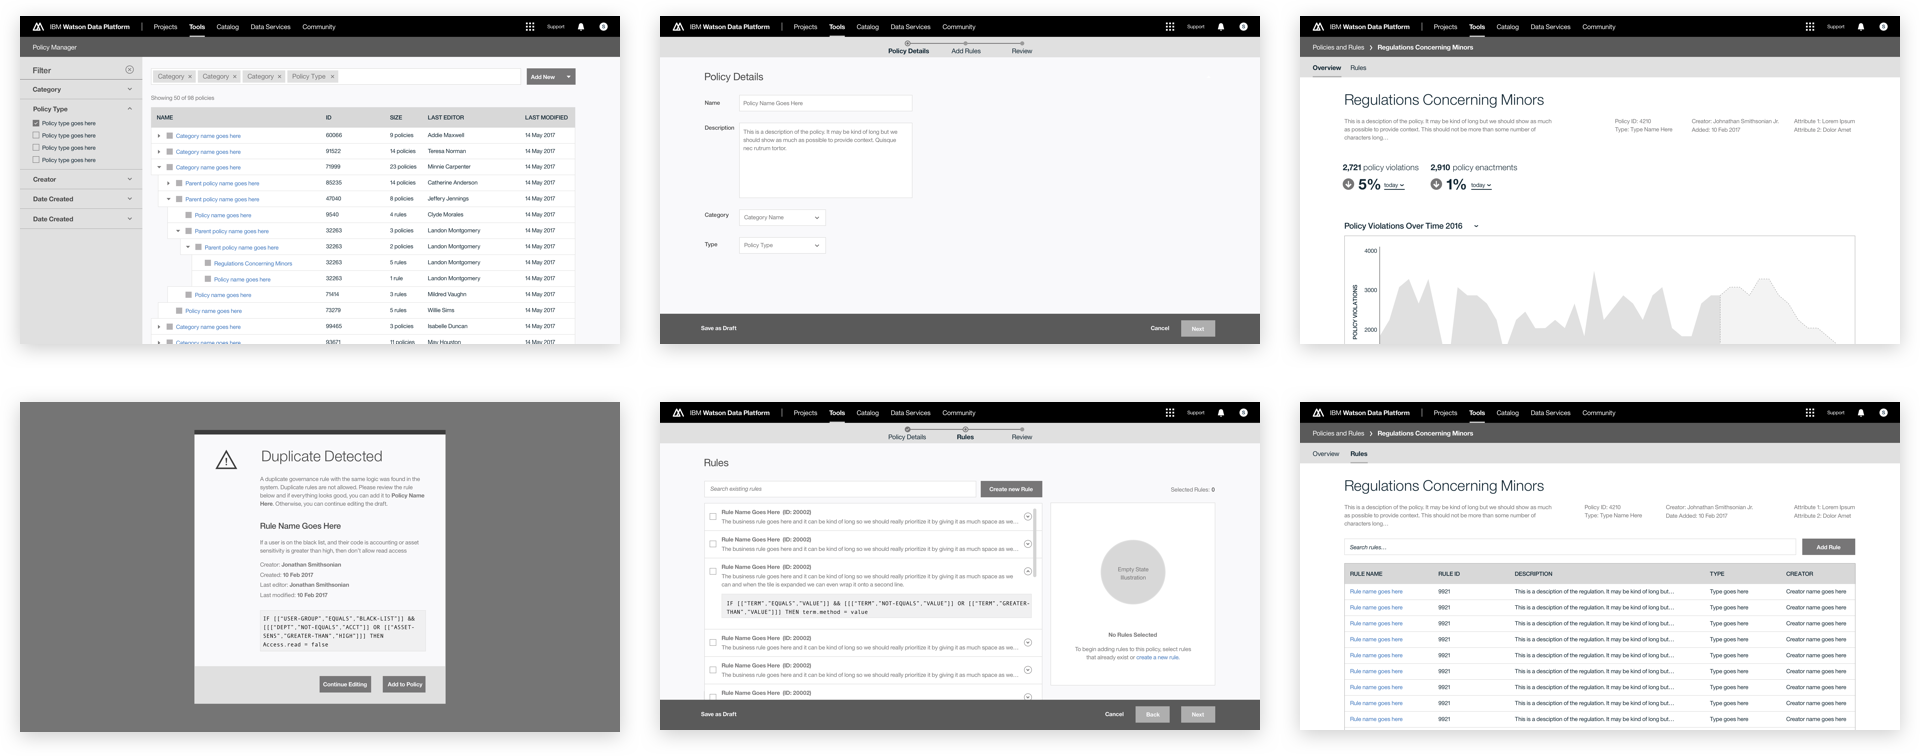 IBM Watson Data Platform | Projects Tools Catalog Data Services Community Support S
Policy Manager
Filter
Category
Policy Type
Policy type goes here
Policy type goes here
Policy type goes here
Policy type goes here
Creator
Date Created
Date Created
Category × Category × Category × Policy Type × Add New
Showing 50 of 98 policies
NAME ID SIZE LAST EDITOR LAST MODIFIED
Category name goes here 60066 9 policies Addie Maxwell 14 May 2017
Category name goes here 91522 14 policies Teresa Norman 14 May 2017
Category name goes here 71999 23 policies Minnie Carpenter 14 May 2017
Parent policy name goes here 85235 14 policies Catherine Anderson 14 May 2017
Parent policy name goes here 47040 8 policies Jeffery Jennings 14 May 2017
Policy name goes here 9540 4 rules Clyde Morales 14 May 2017
Parent policy name goes here 32263 3 policies Landon Montgomery 14 May 2017
Parent policy name goes here 32263 2 policies Landon Montgomery 14 May 2017
Regulations Concerning Minors 32263 5 rules Landon Montgomery 14 May 2017
Policy name goes here 32263 1 rule Landon Montgomery 14 May 2017
Policy name goes here 71414 3 rules Mildred Vaughn 14 May 2017
Policy name goes here 73279 5 rules Willie Sims 14 May 2017
Category name goes here 99465 3 policies Isabelle Duncan 14 May 2017
Category name goes here 93671 11 policies May Houston 14 May 2017
IBM Watson Data Platform | Projects Tools Catalog Data Services Community Support S
Policy Details Add Rules Review
Policy Details
Name Policy Name Goes Here
Description This is a description of the policy. It may be kind of long but we
should show as much as possible to provide context. Quisque
nec rutrum tortor.
Category Category Name
Type Policy Type
Save as Draft Cancel Next
IBM Watson Data Platform | Projects Tools Catalog Data Services Community Support S
Policies and Rules Regulations Concerning Minors
Overview Rules
Regulations Concerning Minors
This is a desciption of the policy. It may be kind of long but we should show as much
as possible to provide context. This should not be more than some number of
characters long...
Policy ID: 4210 Creator: Johnathan Smithsonian Jr. Attribute 1: Lorem Ipsum
Type: Type Name Here Added: 10 Feb 2017 Attribute 2: Dolor Amet
2,721 policy violations 2,910 policy enactments
5% today 1% today
Policy Violations Over Time 2016
4000
3000
2000
POLICY VIOLATIONS
Duplicate Detected
A duplicate governance rule with the same logic was found in the
system. Duplicate rules are not allowed. Please review the rule
below and if everything looks good, you can add it to Policy Name
Here. Otherwise, you can continue editing the draft.
Rule Name Goes Here
If a user is on the black list, and their code is accounting or asset
sensitivity is greater than high, then don't allow read access
Creator: Jonathan Smithsonian
Created: 10 Feb 2017
Last editor: Jonathan Smithsonian
Last modified: 10 Feb 2017
IF [["USER-GROUP","EQUALS","BLACK-LIST"]] &&
[[["DEPT","NOT-EQUALS","ACCT"]] OR [["ASSET-
SENS","GREATER-THAN","HIGH"]]] THEN
Access.read = false
Continue Editing Add to Policy
IBM Watson Data Platform | Projects Tools Catalog Data Services Community Support S
Policy Details Rules Review
Rules
Search existing rules Create new Rule Selected Rules: 0
Rule Name Goes Here (ID: 20002)
The business rule goes here and it can be kind of long so we should really prioritize it by giving it as much space as we...
Rule Name Goes Here (ID: 20002)
The business rule goes here and it can be kind of long so we should really prioritize it by giving it as much space as we...
Rule Name Goes Here (ID: 20002)
The business rule goes here and it can be kind of long so we should really prioritize it by giving it as much space as we
can and when the tile is expanded we can even wrap it onto a second line.
IF [["TERM","EQUALS","VALUE"]] && [[["TERM","NOT-EQUALS","VALUE"]] OR [["TERM","GREATER-
THAN","VALUE"]]] THEN term.method = value
Rule Name Goes Here (ID: 20002)
The business rule goes here and it can be kind of long so we should really prioritize it by giving it as much space as we...
Rule Name Goes Here (ID: 20002)
The business rule goes here and it can be kind of long so we should really prioritize it by giving it as much space as we...
Rule Name Goes Here (ID: 20002)
Empty State
Illustration
No Rules Selected
To begin adding rules to this policy, select rules
that already exist or create a new rule.
Save as Draft Cancel Back Next
IBM Watson Data Platform | Projects Tools Catalog Data Services Community Support S
Policies and Rules Regulations Concerning Minors
Overview Rules
Regulations Concerning Minors
This is a desciption of the policy. It may be kind of long but we should show as much
as possible to provide context. This should not be more than some number of
characters long...
Policy ID: 4210 Creator: Johnathan Smithsonian Jr. Attribute 1: Lorem Ipsum
Type: Type Name Here Date Added: 10 Feb 2017 Attribute 2: Dolor Amet
Search rules... Add Rule
RULE NAME RULE ID DESCRIPTION TYPE CREATOR
Rule name goes here 9921 This is a desciption of the regulation. It may be kind of long but... Type goes here Creator name goes here
Rule name goes here 9921 This is a desciption of the regulation. It may be kind of long but... Type goes here Creator name goes here
Rule name goes here 9921 This is a desciption of the regulation. It may be kind of long but... Type goes here Creator name goes here
Rule name goes here 9921 This is a desciption of the regulation. It may be kind of long but... Type goes here Creator name goes here
Rule name goes here 9921 This is a desciption of the regulation. It may be kind of long but... Type goes here Creator name goes here
Rule name goes here 9921 This is a desciption of the regulation. It may be kind of long but... Type goes here Creator name goes here
Rule name goes here 9921 This is a desciption of the regulation. It may be kind of long but... Type goes here Creator name goes here
Rule name goes here 9921 This is a desciption of the regulation. It may be kind of long but... Type goes here Creator name goes here
Rule name goes here 9921 This is a desciption of the regulation. It may be kind of long but... Type goes here Creator name goes here